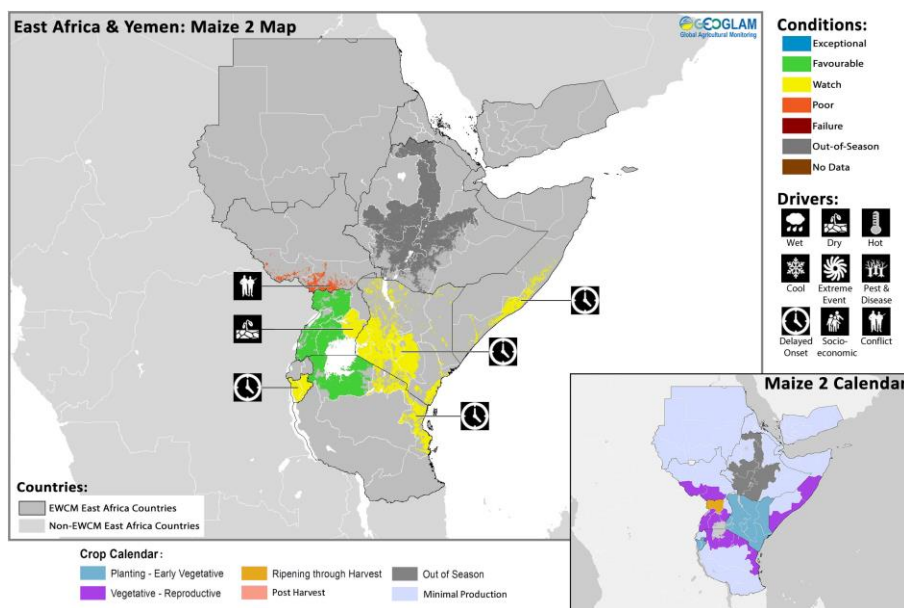 East Africa & Yemen: Maize 2 Map
GEOGLAM
Global Agricultural Monitoring
Conditions:
Exceptional
Favourable
Watch
Poor
Failure
Out-of-Season
No Data
Drivers:
Wet
Dry
Hot
Cool
Extreme
Event
Pest &
Disease
Delayed
Onset
Socio-
economic
Conflict
Countries:
EWCM East Africa Countries
Non-EWCM East Africa Countries
Maize 2 Calendar
Crop Calendar:
Planting - Early Vegetative
Ripening through Harvest
Out of Season
Vegetative - Reproductive
Post Harvest
Minimal Production